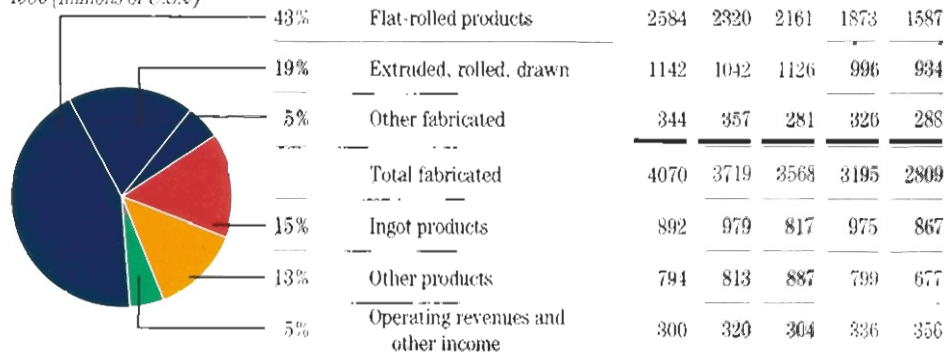 (millions of
43% Flat-rolled products 2584 2320 2161 1873 1587
19% Extruded, rolled, drawn 1142 1042 1126 996 934
5% Other fabricated 344 357 281 326 288
Total fabricated 4070 3719 3568 3195 2809
15% Ingot products 892 979 817 975 867
13% Other products 794 813 887 799 677
5% Operating revenues and 300 320 304 336 356
other income